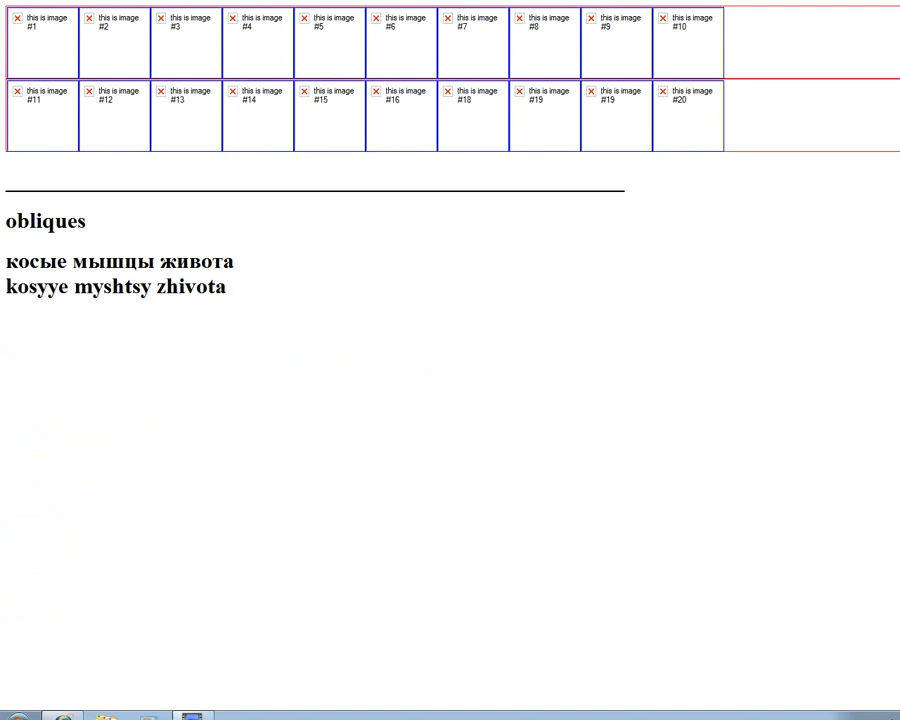 this is image #1 this is image #2 this is image #3 this is image #4 this is image #5 this is image #6 this is image #7 this is image #8 this is image #9 this is image #10
this is image #11 this is image #12 this is image #13 this is image #14 this is image #15 this is image #16 this is image #18 this is image #19 this is image #19 this is image #20
obliques
косые мышцы живота
kosyye myshtsy zhivota